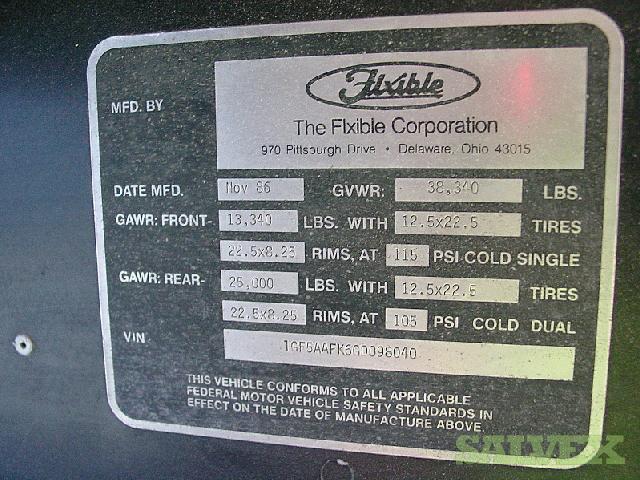 MFD. BY
Flxible
The Flxible Corporation
970 Pittsburgh Drive • Delaware, Ohio 43015
DATE MFD. Nov 86 GVWR: 38,340 LBS.
GAWR: FRONT- 13,340 LBS. WITH 12.5x22.5 TIRES
22.5x8.25 RIMS, AT 115 PSI COLD SINGLE
GAWR: REAR- 25,000 LBS. WITH 12.5x22.5 TIRES
22.5x8.25 RIMS, AT 105 PSI COLD DUAL
VIN
THIS VEHICLE CONFORMS TO ALL APPLICABLE
FEDERAL MOTOR VEHICLE SAFETY STANDARDS IN
EFFECT ON THE DATE OF MANUFACTURE ABOVE
SALVEX